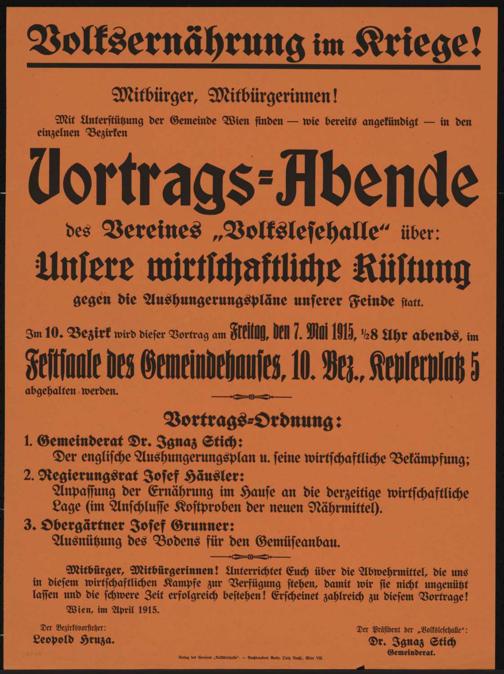 Volksernährung im Kriege!
Mitbürger, Mitbürgerinnen!
Mit Unterstützung der Gemeinde Wien finden — wie bereits angekündigt — in den
einzelnen Bezirken
Vortrags-Abende
des Vereines „Volkslesehalle“ über:
Unsere wirtschaftliche Rüstung
gegen die Aushungerungspläne unserer Feinde statt.
Im 10. Bezirk wird dieser Vortrag am Freitag, den 7. Mai 1915, ½8 Uhr abends, im
Festsaale des Gemeindehauses, 10. Bez., Keplerplatz 5
abgehalten werden.
Vortrags-Ordnung:
1. Gemeinderat Dr. Ignaz Stich:
Der englische Aushungerungsplan u. seine wirtschaftliche Bekämpfung;
2. Regierungsrat Josef Häusler:
Anpassung der Ernährung im Hause an die derzeitige wirtschaftliche
Lage (im Anschlusse Kostproben der neuen Nährmittel).
3. Obergärtner Josef Grunner:
Ausnützung des Bodens für den Gemüseanbau.
Mitbürger, Mitbürgerinnen! Unterrichtet Euch über die Abwehrmittel, die uns
in diesem wirtschaftlichen Kampfe zur Verfügung stehen, damit wir sie nicht ungenützt
lassen und die schwere Zeit erfolgreich bestehen! Erscheinet zahlreich zu diesem Vortrage!
Wien, im April 1915.
Der Bezirksvorsteher:
Leopold Hruza.
Der Präsident der „Volkslesehalle“:
Dr. Ignaz Stich
Gemeinderat.
Verlag des Vereines „Volkslesehalle“. —